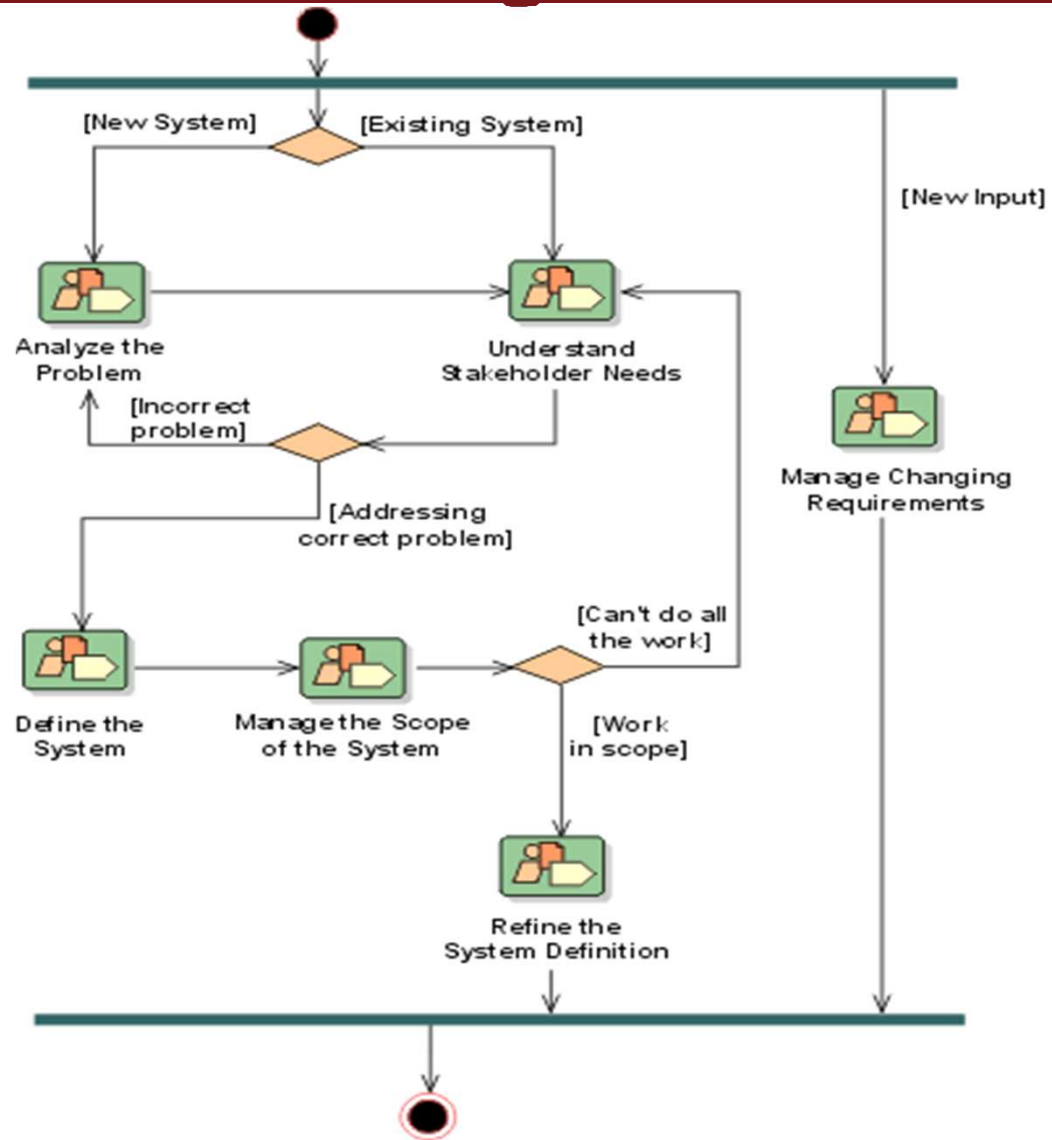 [New System]
[Existing System]
[New Input]
Analyze the
Problem
Understand
Stakeholder Needs
[Incorrect
problem]
Manage Changing
Requirements
[Addressing
correct problem]
[Can't do all
the work]
Define the
System
Manage the Scope
of the System
[Work
in scope]
Refine the
System Definition